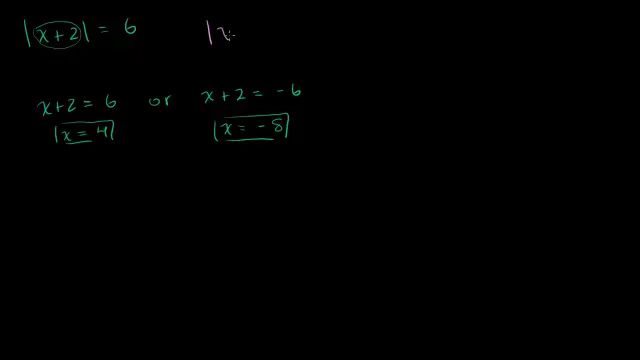 |x+2| = 6 |x
x+2 = 6 or x+2 = -6
x = 4 x = -8